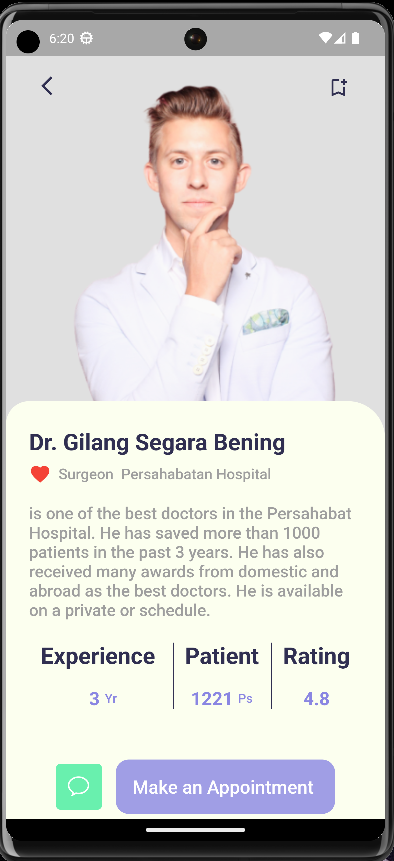 6:20
Dr. Gilang Segara Bening
Surgeon Persahabatan Hospital
is one of the best doctors in the Persahabat
Hospital. He has saved more than 1000
patients in the past 3 years. He has also
received many awards from domestic and
abroad as the best doctors. He is available
on a private or schedule.
Experience Patient Rating
3 Yr 1221 Ps 4.8
Make an Appointment